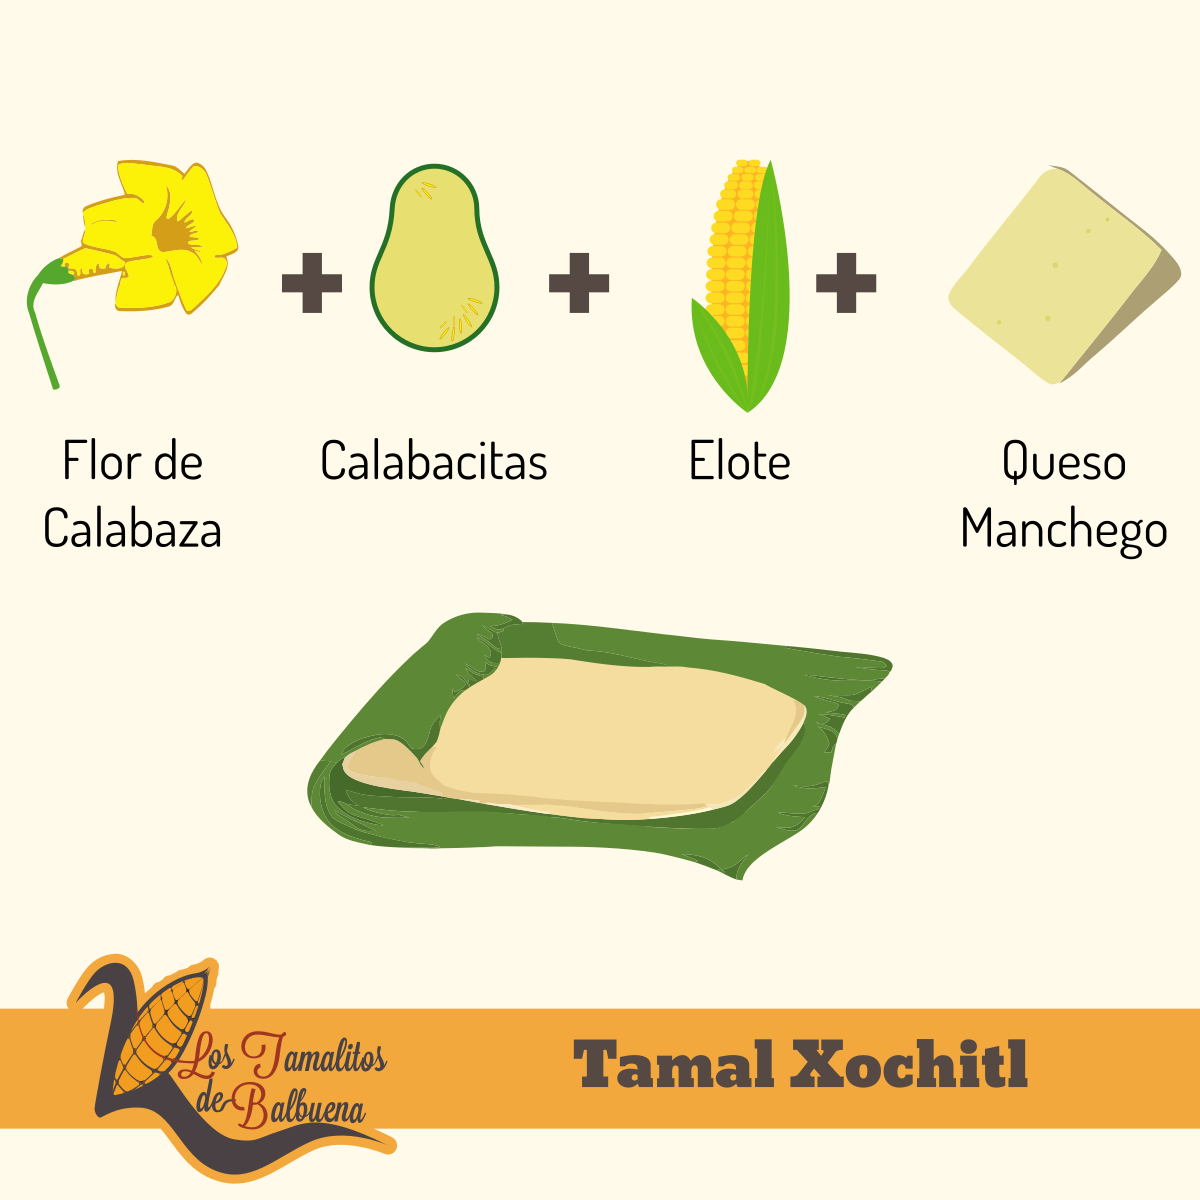 Flor de
Calabaza
Calabacitas
Elote
Queso
Manchego
Los Tamalitos
de Balbuena
Tamal Xochitl